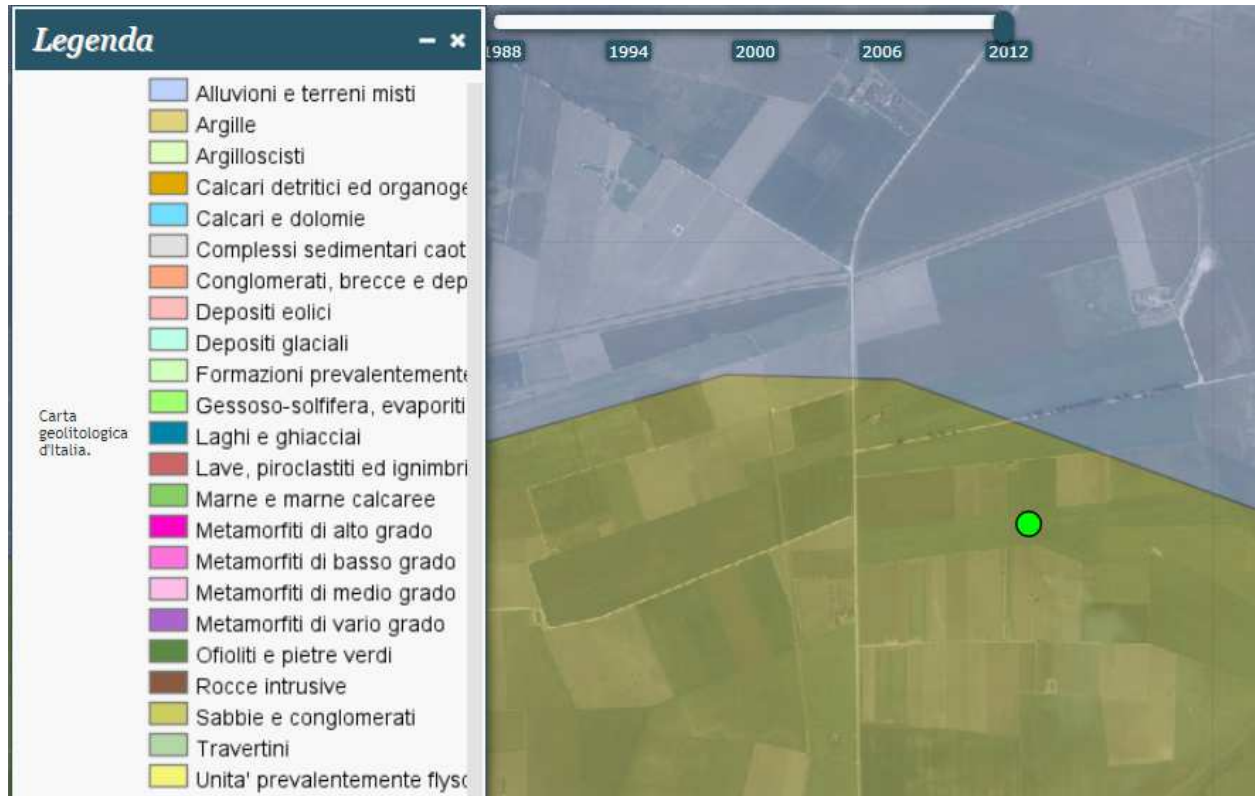 Legenda
1988
1994
2000
2006
2012
Carta
geolitologica
d'Italia.
Alluvioni e terreni misti
Argille
Argilloscisti
Calcari detritici ed organoge
Calcari e dolomie
Complessi sedimentari caot
Conglomerati, brecce e dep
Depositi eolici
Depositi glaciali
Formazioni prevalentemente
Gessoso-solfifera, evaporiti
Laghi e ghiacciai
Lave, piroclastiti ed ignimbri
Marne e marne calcaree
Metamorfiti di alto grado
Metamorfiti di basso grado
Metamorfiti di medio grado
Metamorfiti di vario grado
Ofioliti e pietre verdi
Rocce intrusive
Sabbie e conglomerati
Travertini
Unita' prevalentemente flysc